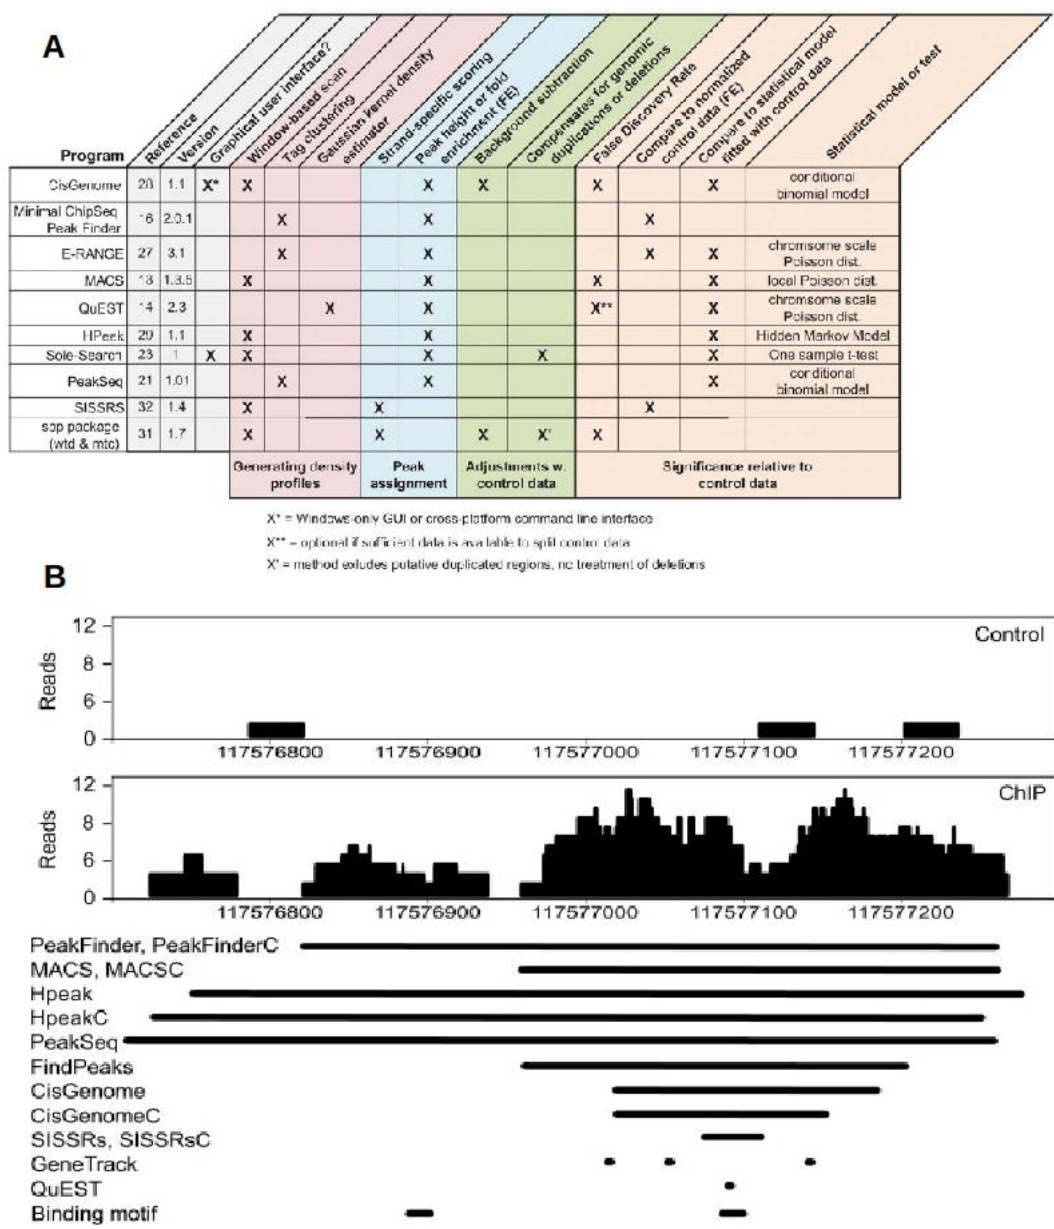 A
Reference
Version
Graphical user interface?
Window-based scan
Tag clustering
Gaussian kernel density
estimator
Strand-specific scoring
Peak height or fold
enrichment (FE)
Background subtraction
Compensates for genomic
duplications or deletions
False Discovery Rate
Compare to normalized
control data (FE)
Compare to statistical model
fitted with control data
Statistical model or test
Program
CisGenome 28 1.1 X* X X X X X conditional
binomial model
Minimal ChipSeq
Peak Finder 16 2.0.1 X X X
E-RANGE 27 3.1 X X X X chromsome scale
Poisson dist.
MACS 13 1.3.5 X X X X local Poisson dist.
QuEST 14 2.3 X X X** X chromsome scale
Poisson dist.
HPeak 29 1.1 X X X Hidden Markov Model
Sole-Search 23 1 X X X X X One sample t-test
PeakSeq 21 1.01 X X X conditional
binomial model
SISSRS 32 1.4 X X X
spp package
(wtd & mtc) 31 1.7 X X X X' X
Generating density
profiles
Peak
assignment
Adjustments w.
control data
Significance relative to
control data
X* = Windows-only GUI or cross-platform command line interface
X** = optional if sufficient data is available to split control data
X' = method exludes putative duplicated regions, no treatment of deletions
B
Control
Reads
12
8
6
0
117576800 117576900 117577000 117577100 117577200
ChIP
Reads
12
8
6
0
117576800 117576900 117577000 117577100 117577200
PeakFinder, PeakFinderC
MACS, MACSC
Hpeak
HpeakC
PeakSeq
FindPeaks
CisGenome
CisGenomeC
SISSRs, SISSRsC
GeneTrack
QuEST
Binding motif